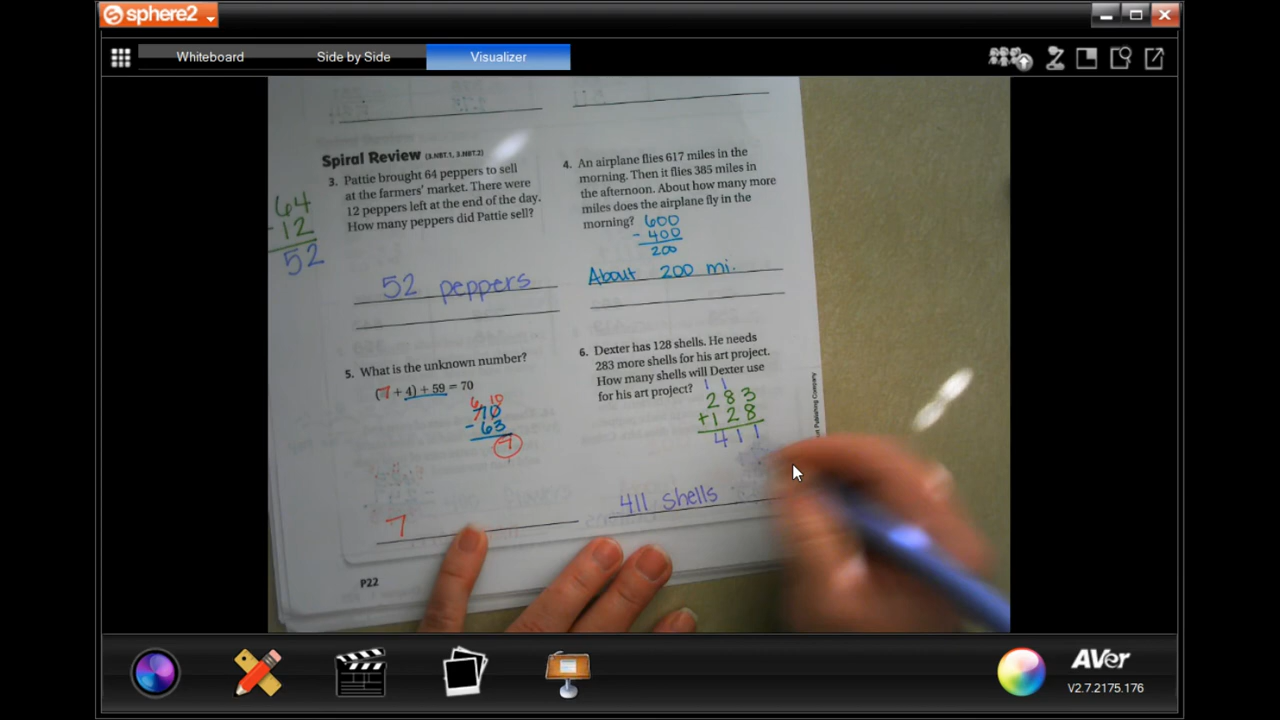 sphere2
Whiteboard
Side by Side
Visualizer
Spiral Review (3.NBT.1, 3.NBT.2)
3. Pattie brought 64 peppers to sell
at the farmers' market. There were
12 peppers left at the end of the day.
How many peppers did Pattie sell?
64
- 12
52
52 peppers
4. An airplane flies 617 miles in the
morning. Then it flies 385 miles in
the afternoon. About how many more
miles does the airplane fly in the
morning?
600
- 400
200
About 200 mi.
5. What is the unknown number?
(7 + 4) + 59 = 70
6 10
70
- 63
7
7
6. Dexter has 128 shells. He needs
283 more shells for his art project.
How many shells will Dexter use
for his art project?
1 1
283
+128
411
411 shells
Publishing Company
P22
AVer
V2.7.2175.176